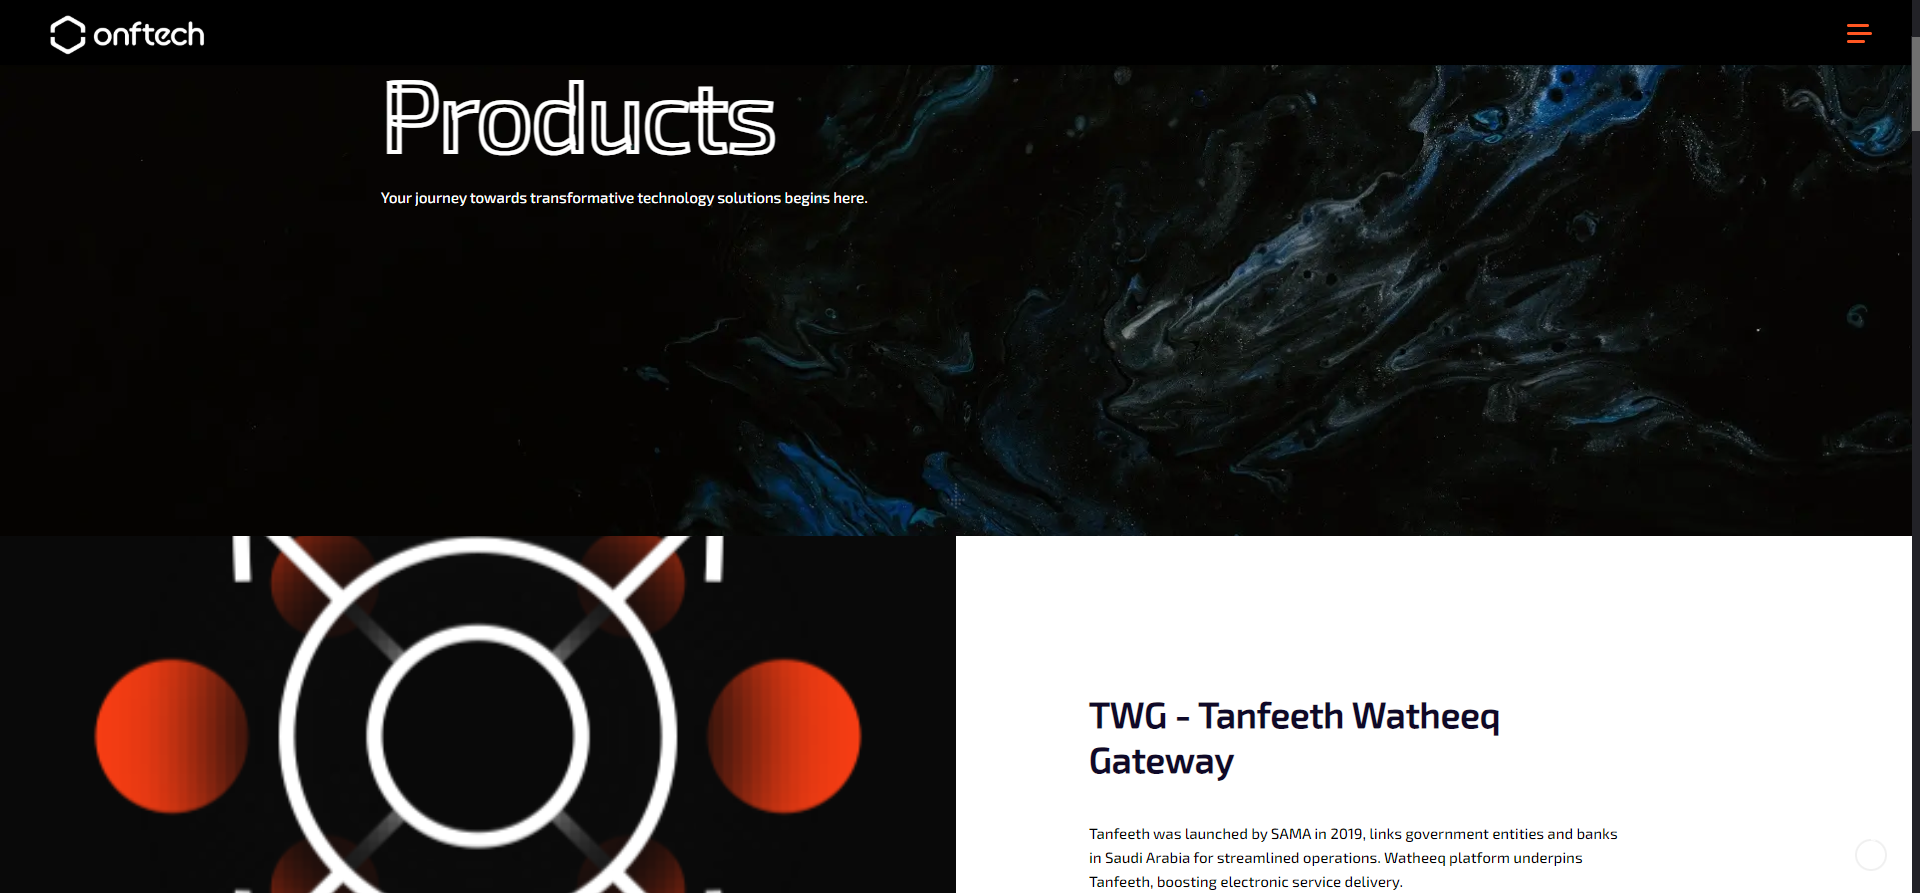 onftech
Products
Your journey towards transformative technology solutions begins here.
TWG - Tanfeeth Watheeq
Gateway
Tanfeeth was launched by SAMA in 2019, links government entities and banks
in Saudi Arabia for streamlined operations. Watheeq platform underpins
Tanfeeth, boosting electronic service delivery.